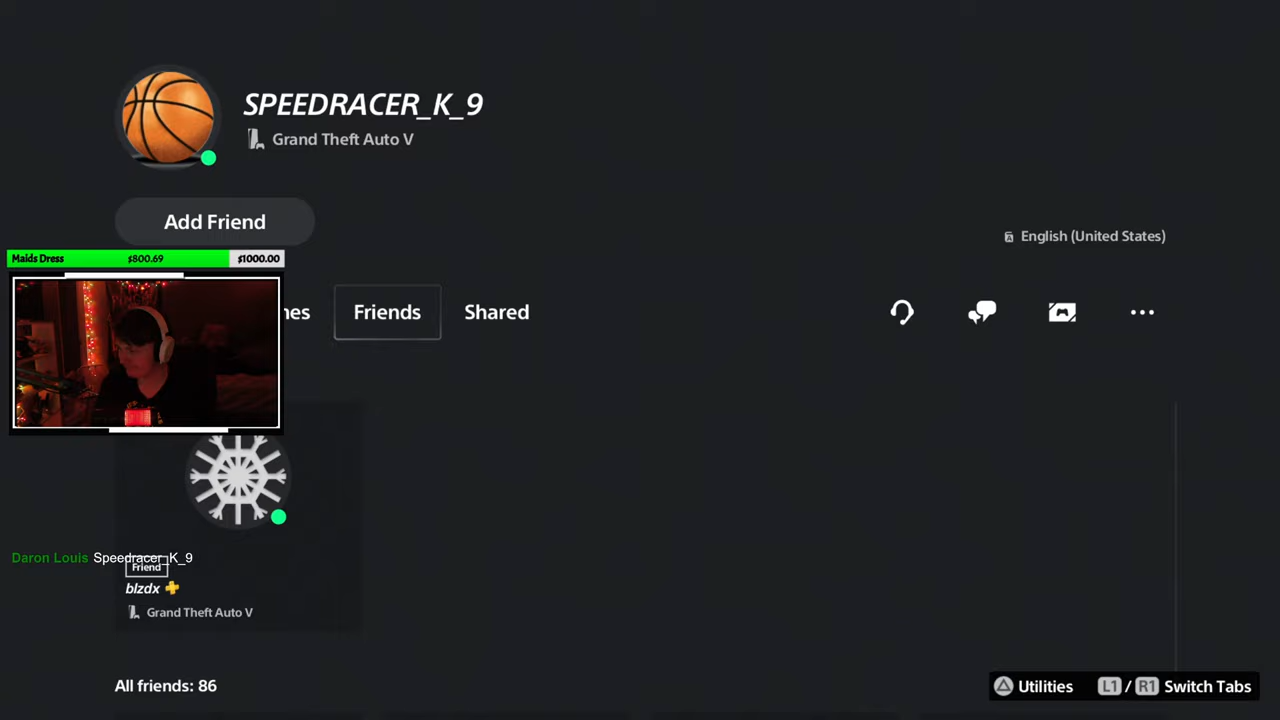 SPEEDRACER_K_9
Grand Theft Auto V
Add Friend
English (United States)
Maids Dress $800.69 $1000.00
Friends
Shared
Daron Louis Speedracer_K_9
Friend
blzdx
Grand Theft Auto V
All friends: 86
Utilities L1 / R1 Switch Tabs